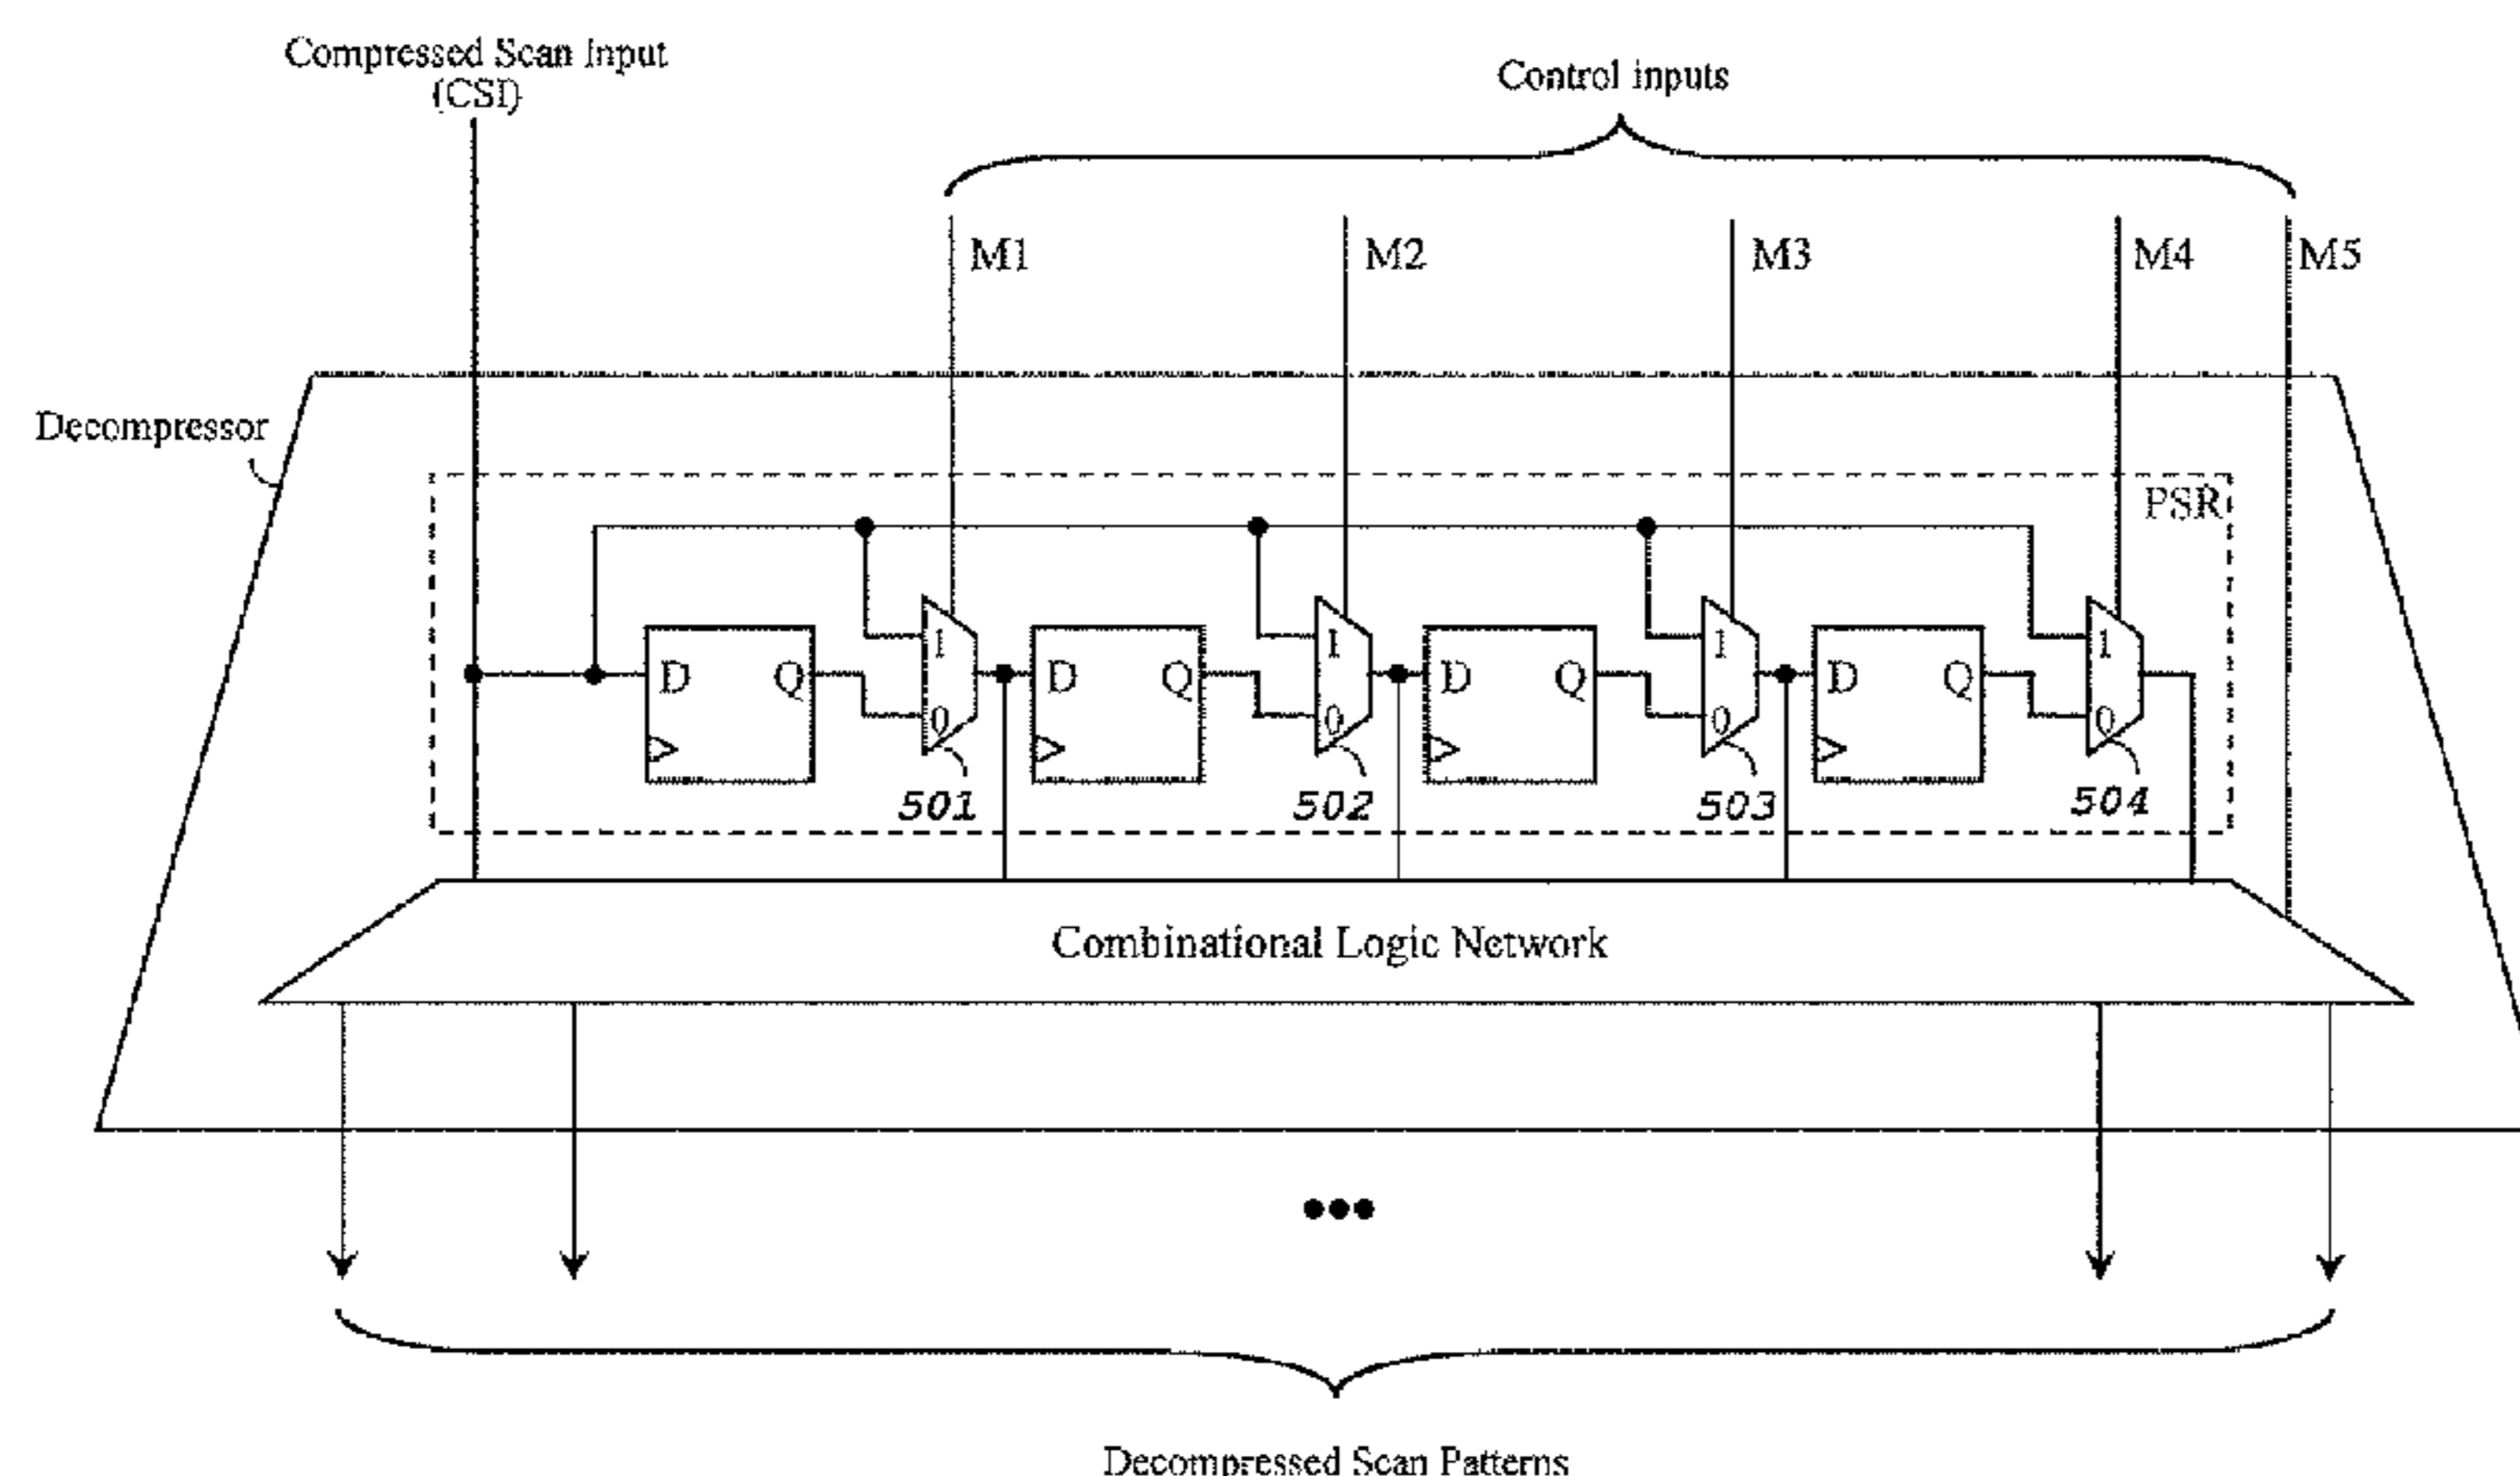 Compressed Scan Input
(CSI)
Control inputs
M1 M2 M3 M4 M5
Decompressor
PSR
1 1 1 1
D Q D Q D Q D Q
0 0 0 0
501 502 503 504
Combinational Logic Network
Decompressed Scan Patterns